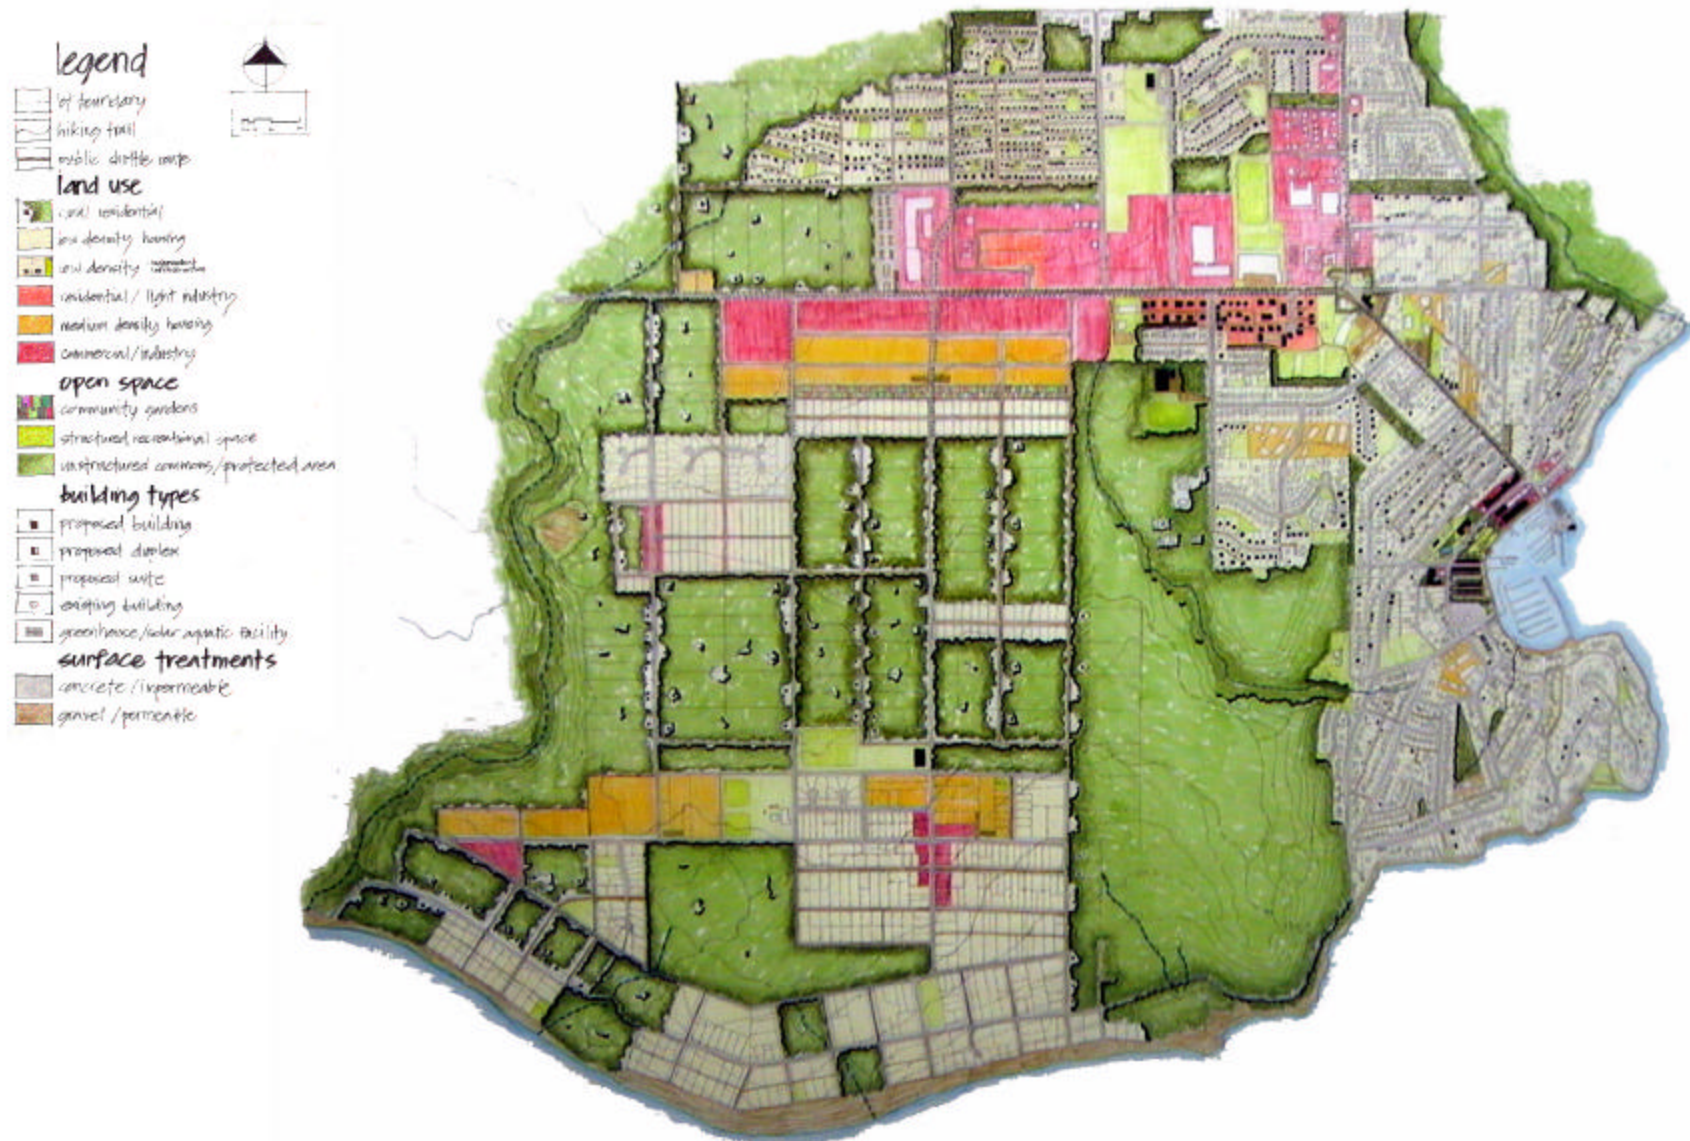 legend
lot boundary
hiking trail
public shuttle route
land use
rural residential
low density housing
low density
residential / light industry
medium density housing
commercial/industry
open space
community gardens
structured recreational space
unstructured commons/protected area
building types
proposed building
proposed duplex
proposed suite
existing building
greenhouse/solar aquatic facility
surface treatments
concrete/impermeable
gravel/permeable